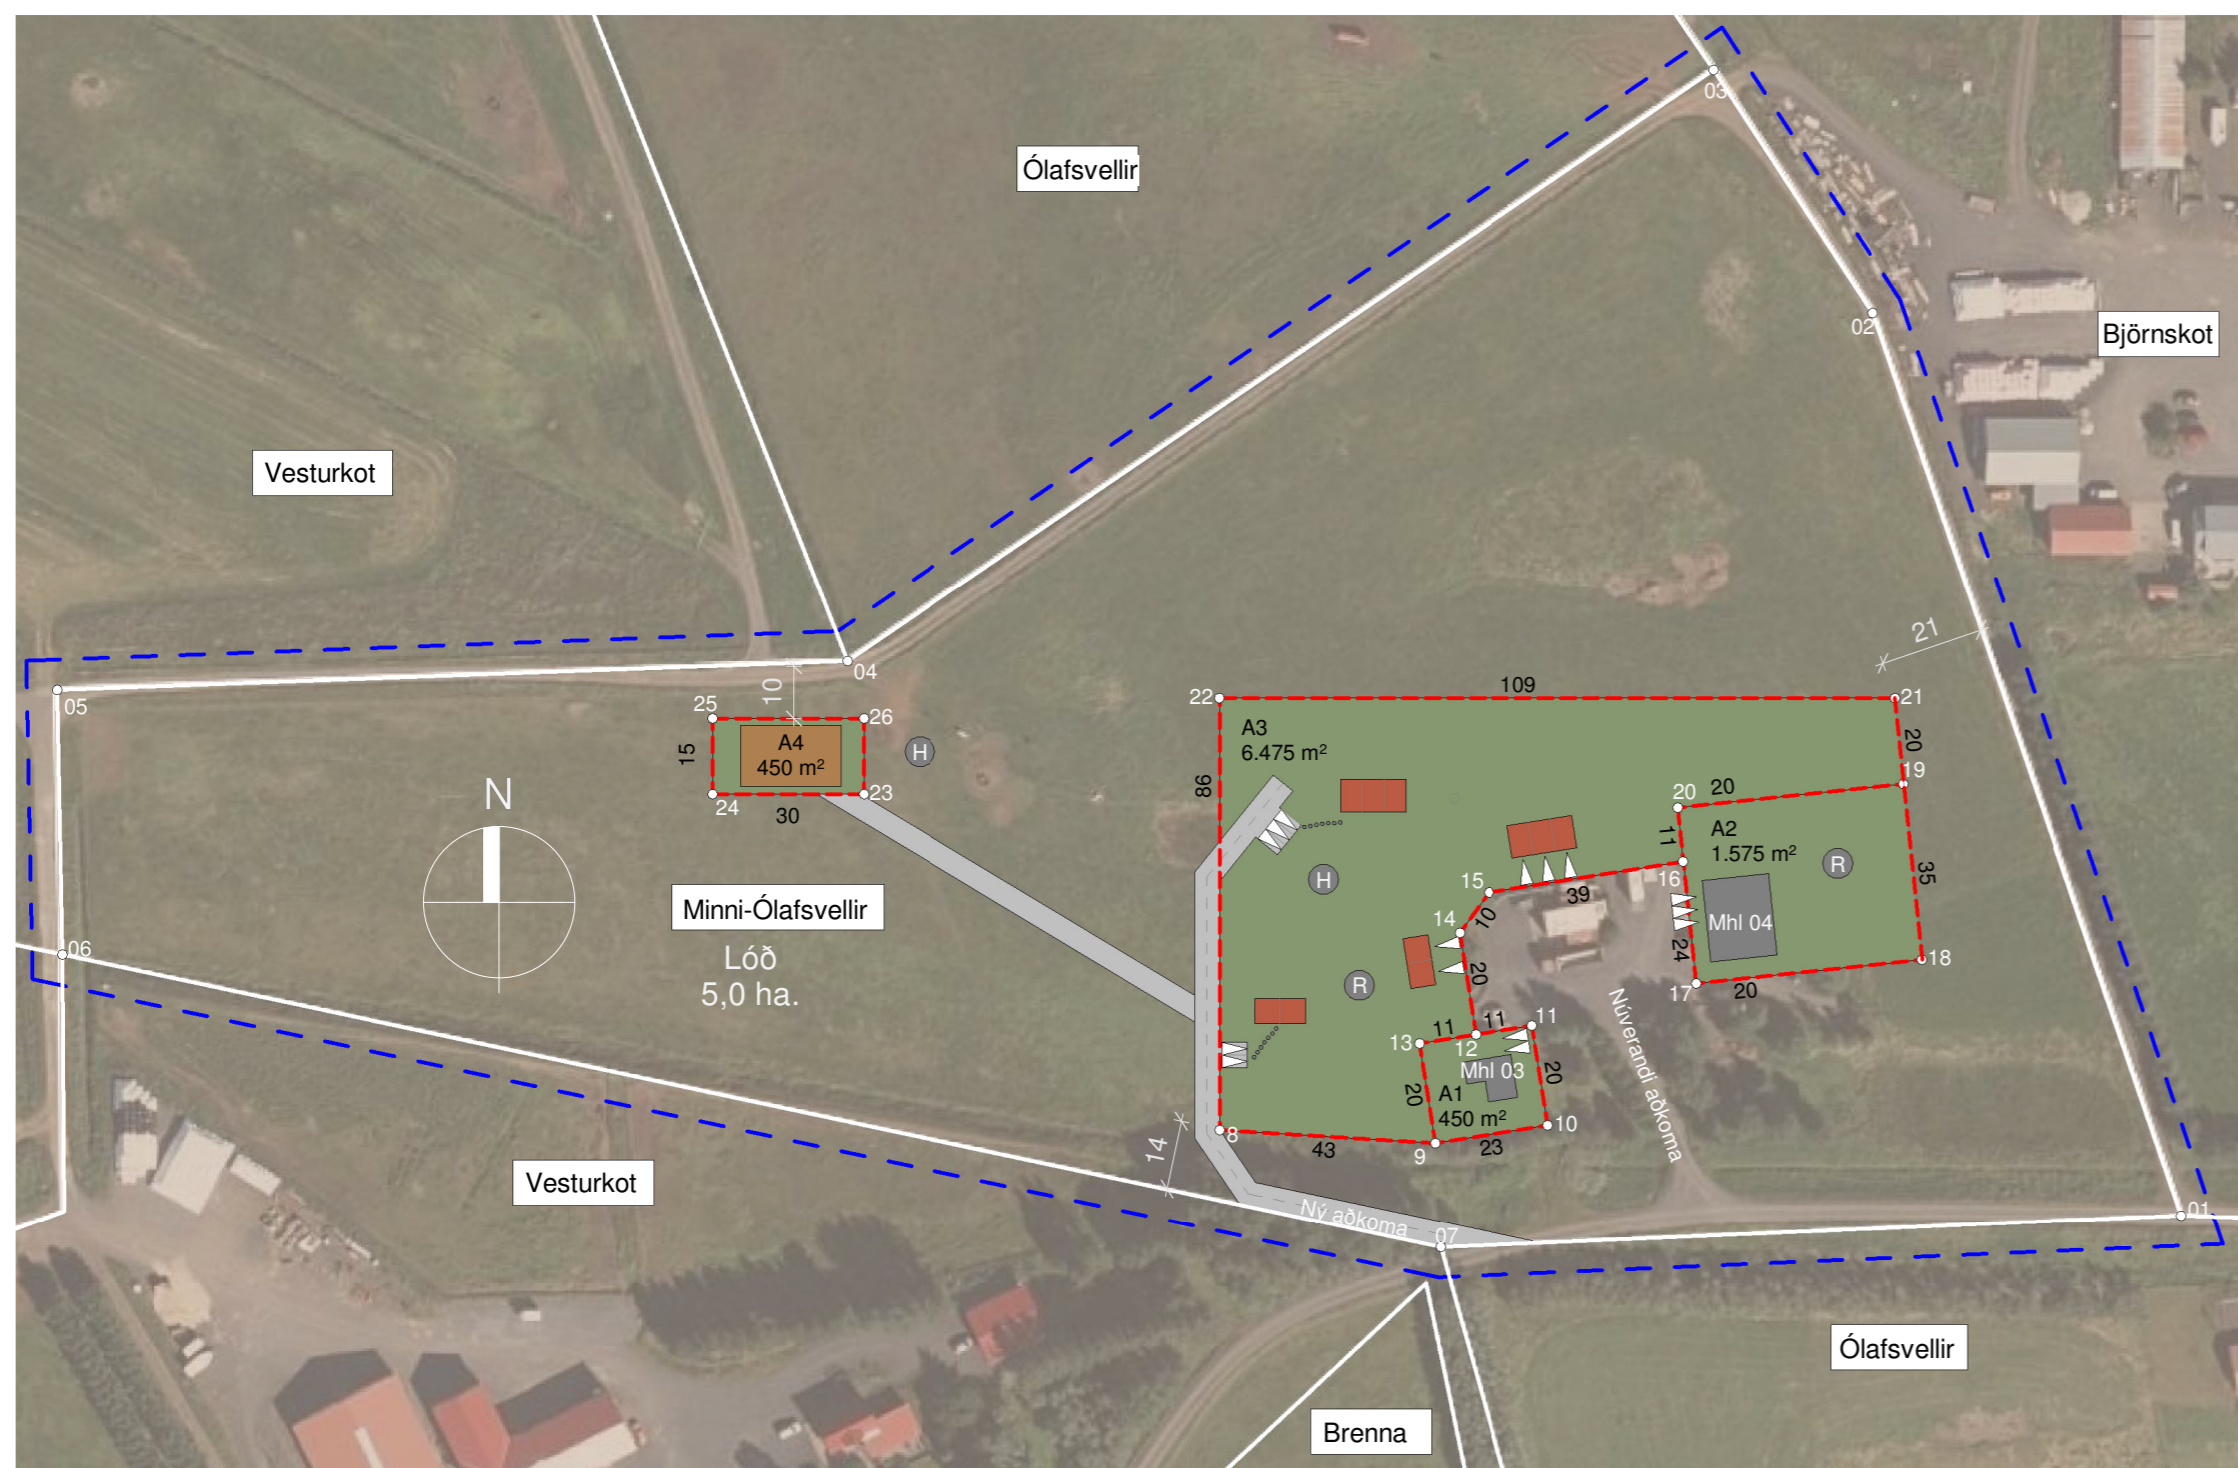 03
Ólafsvellir
02
Björnskot
Vesturkot
21
04
05
10
22
109
21
25
26
A3
6.475 m²
20
15
A4
450 m²
H
19
20
20
24
30
23
86
N
A2
1.575 m²
11
R
H
15
39
16
35
Minni-Ólafsvellir
10
14
Mhl 04
Lóð
5,0 ha.
06
24
18
17
20
R
20
Núverandi aðkoma
11
11
11
13
12
Mhl 03
20
20
A1
450 m²
8
10
14
43
9
23
Vesturkot
Ný aðkoma
07
01
Ólafsvellir
Brenna